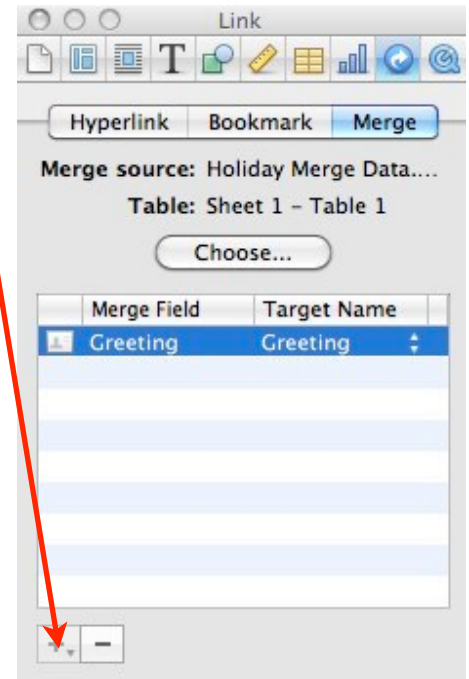 Link
T
Hyperlink Bookmark Merge
Merge source: Holiday Merge Data....
Table: Sheet 1 – Table 1
Choose...
Merge Field Target Name
Greeting Greeting
+ −